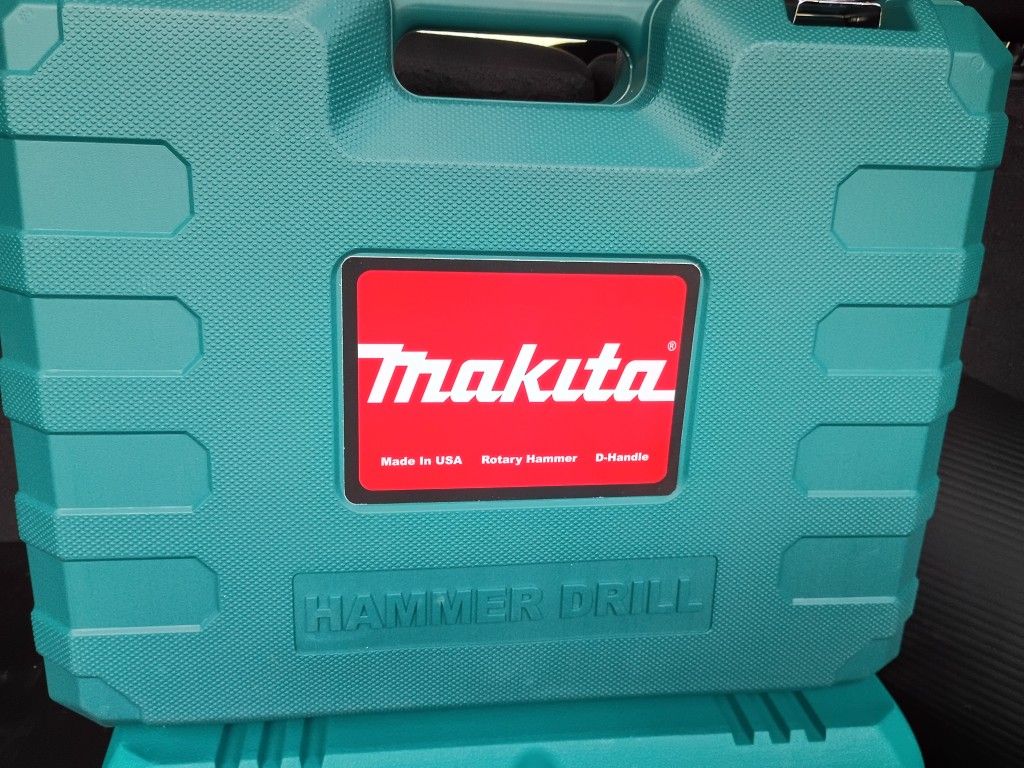 makita®
Made In USA Rotary Hammer D-Handle
HAMMER DRILL